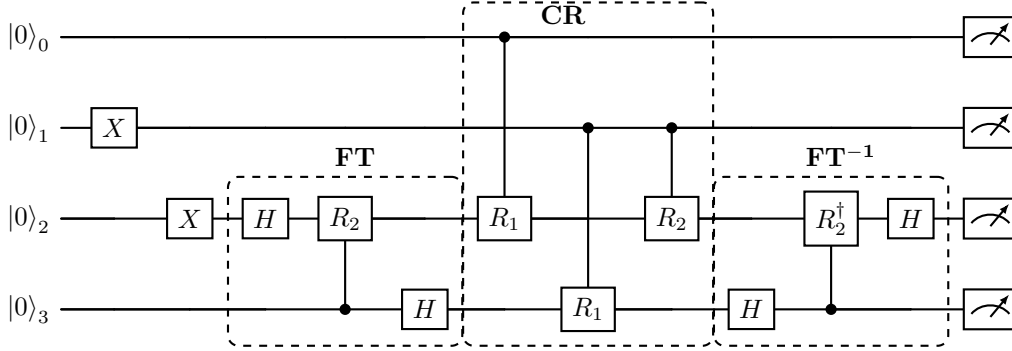 CR
|0⟩₀
|0⟩₁ X
FT FT⁻¹
|0⟩₂ X H R₂ R₁ R₂ R₂† H
|0⟩₃ H R₁ H